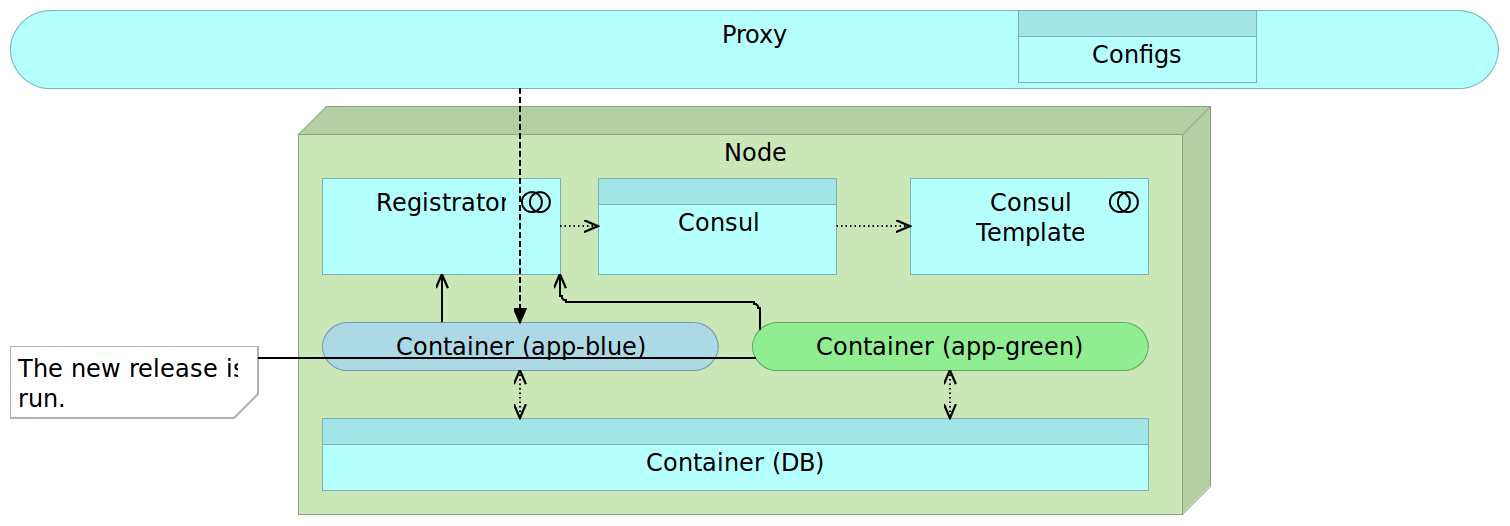 Proxy
Configs
Node
Registrator
Consul
Consul
Template
Container (app-blue)
Container (app-green)
The new release is
run.
Container (DB)